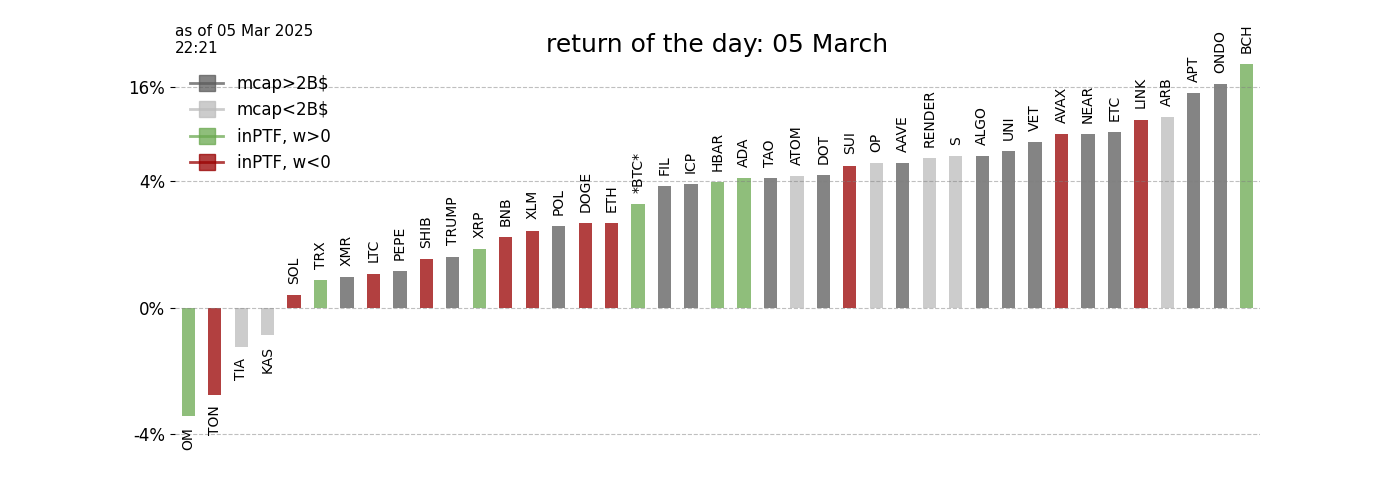 as of 05 Mar 2025
22:21
return of the day: 05 March
mcap>2B$
mcap<2B$
inPTF, w>0
inPTF, w<0
16%
4%
0%
-4%
OM
TON
TIA
KAS
SOL
TRX
XMR
LTC
PEPE
SHIB
TRUMP
XRP
BNB
XLM
POL
DOGE
ETH
*BTC*
FIL
ICP
HBAR
ADA
TAO
ATOM
DOT
SUI
OP
AAVE
RENDER
S
ALGO
UNI
VET
AVAX
NEAR
ETC
LINK
ARB
APT
ONDO
BCH